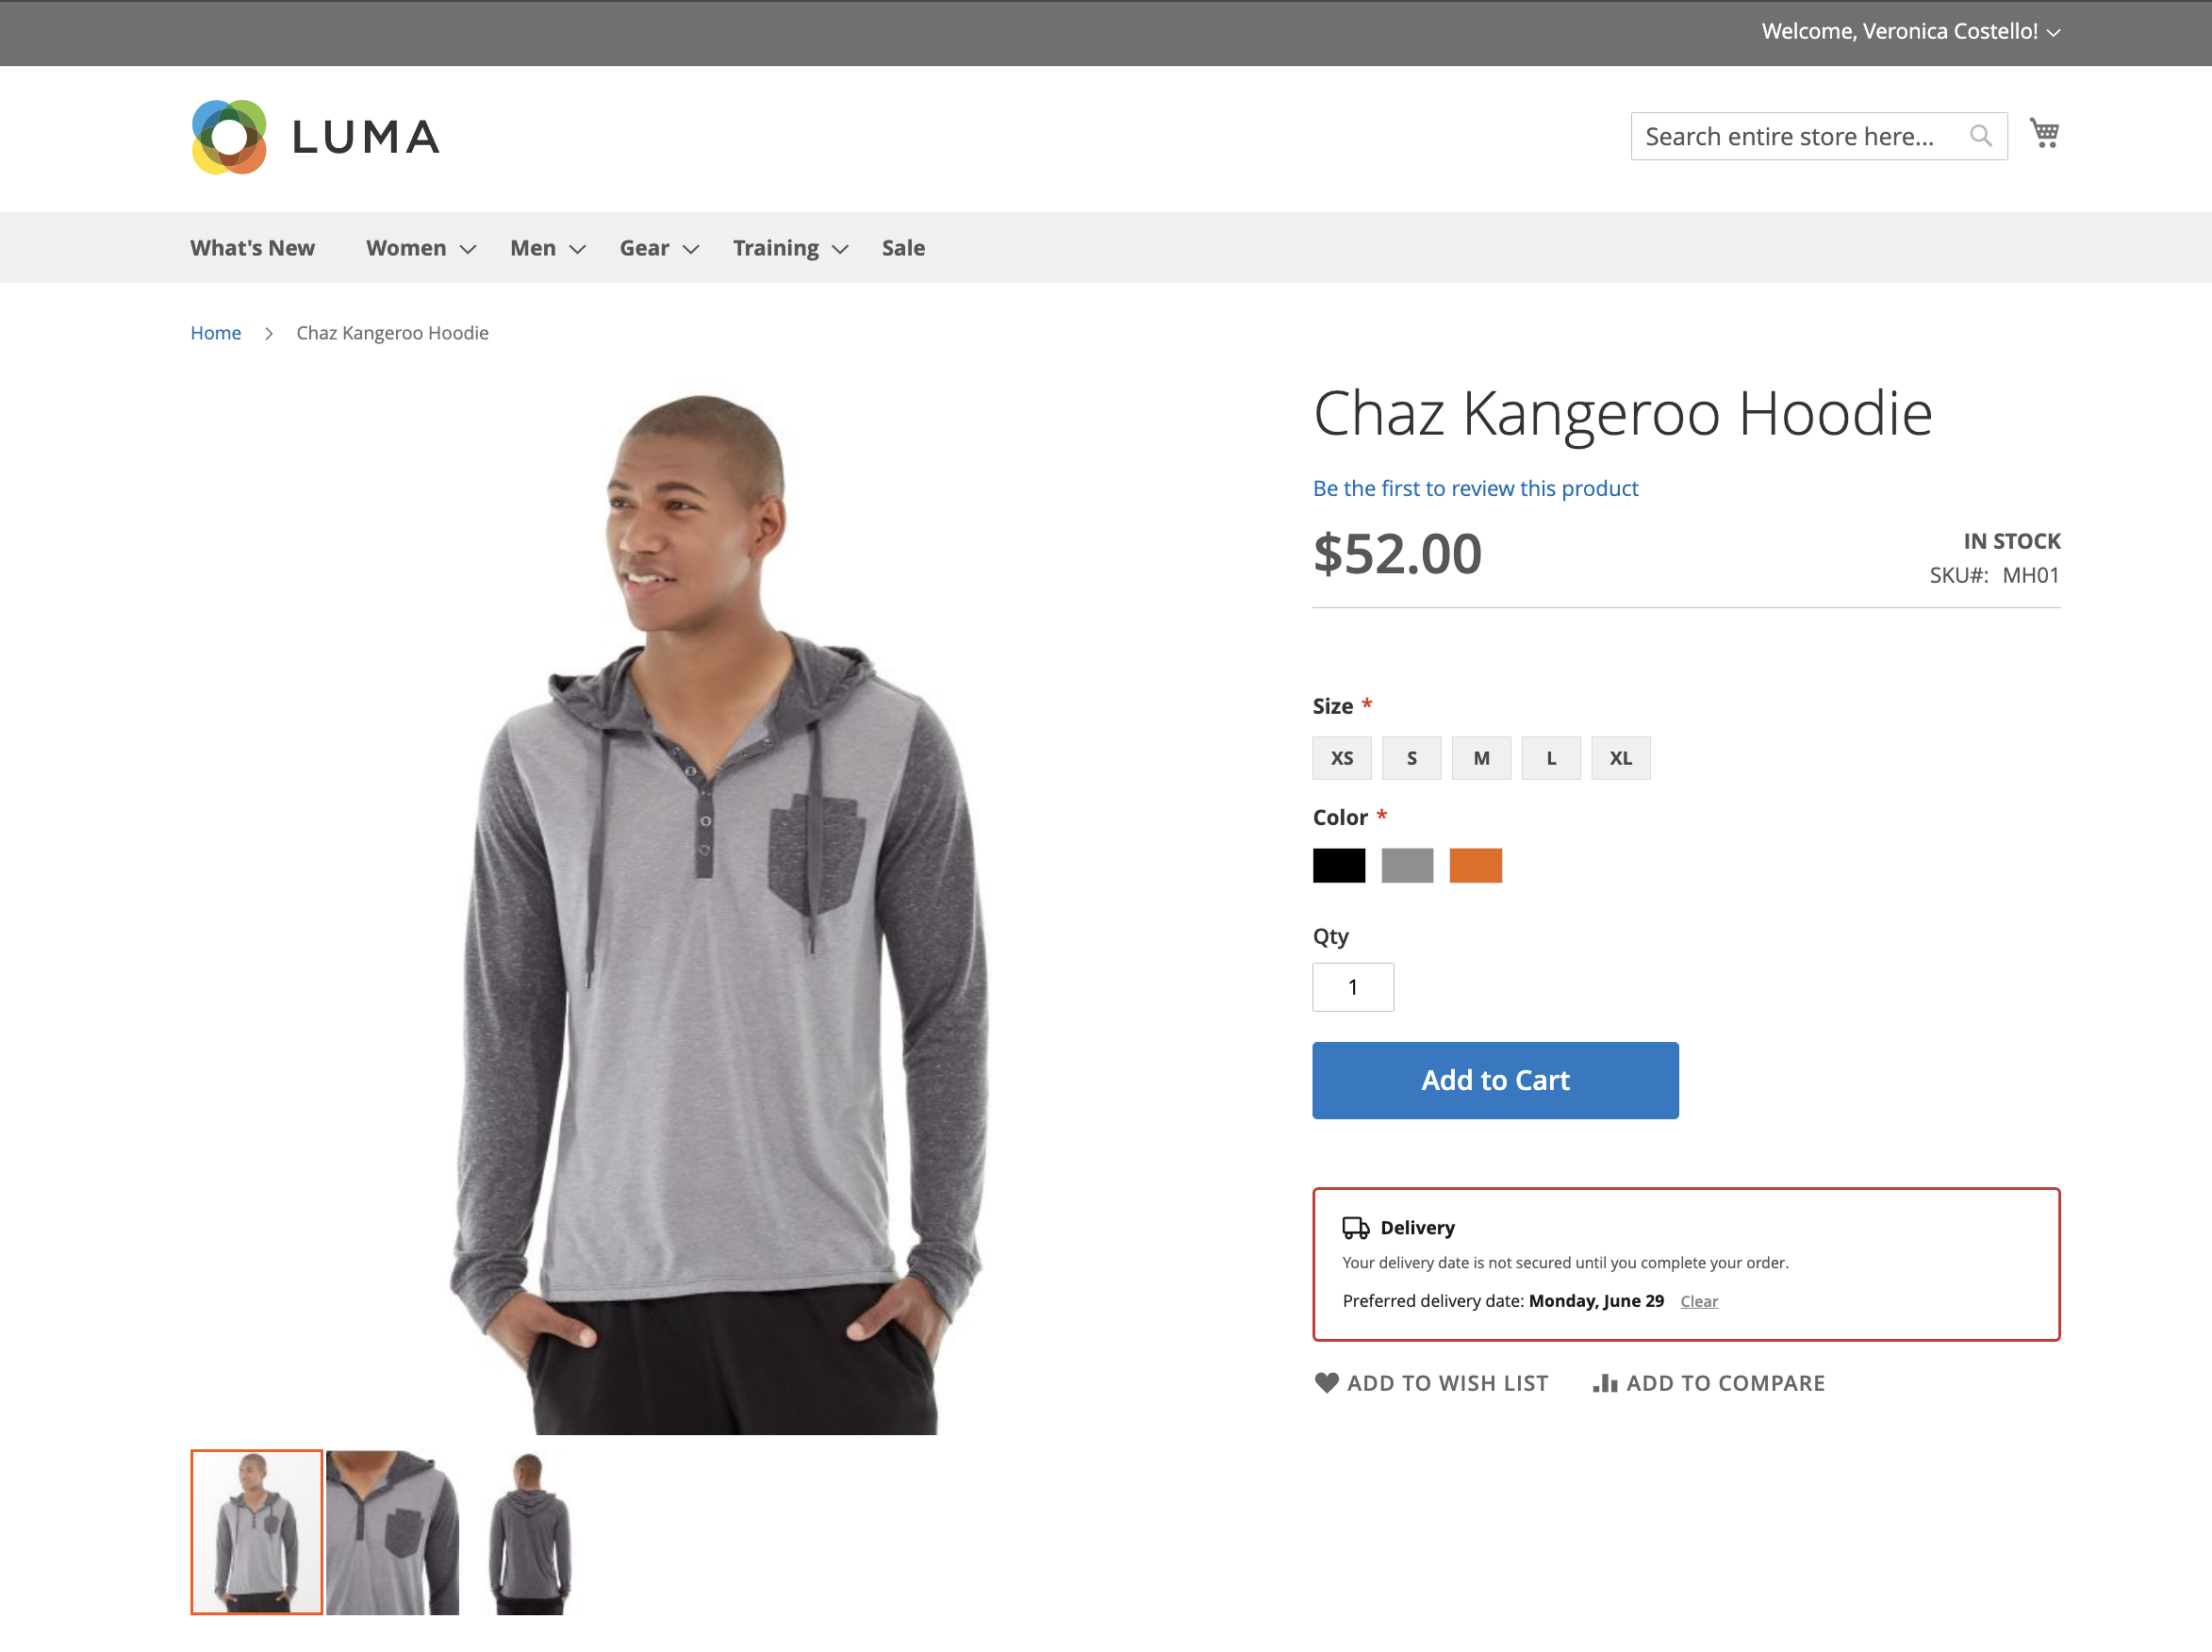 Welcome, Veronica Costello!
LUMA
Search entire store here...
What's New Women Men Gear Training Sale
Home Chaz Kangeroo Hoodie
Chaz Kangeroo Hoodie
Be the first to review this product
$52.00
IN STOCK
SKU#: MH01
Size *
XS S M L XL
Color *
Qty
1
Add to Cart
Delivery
Your delivery date is not secured until you complete your order.
Preferred delivery date: Monday, June 29 Clear
ADD TO WISH LIST ADD TO COMPARE